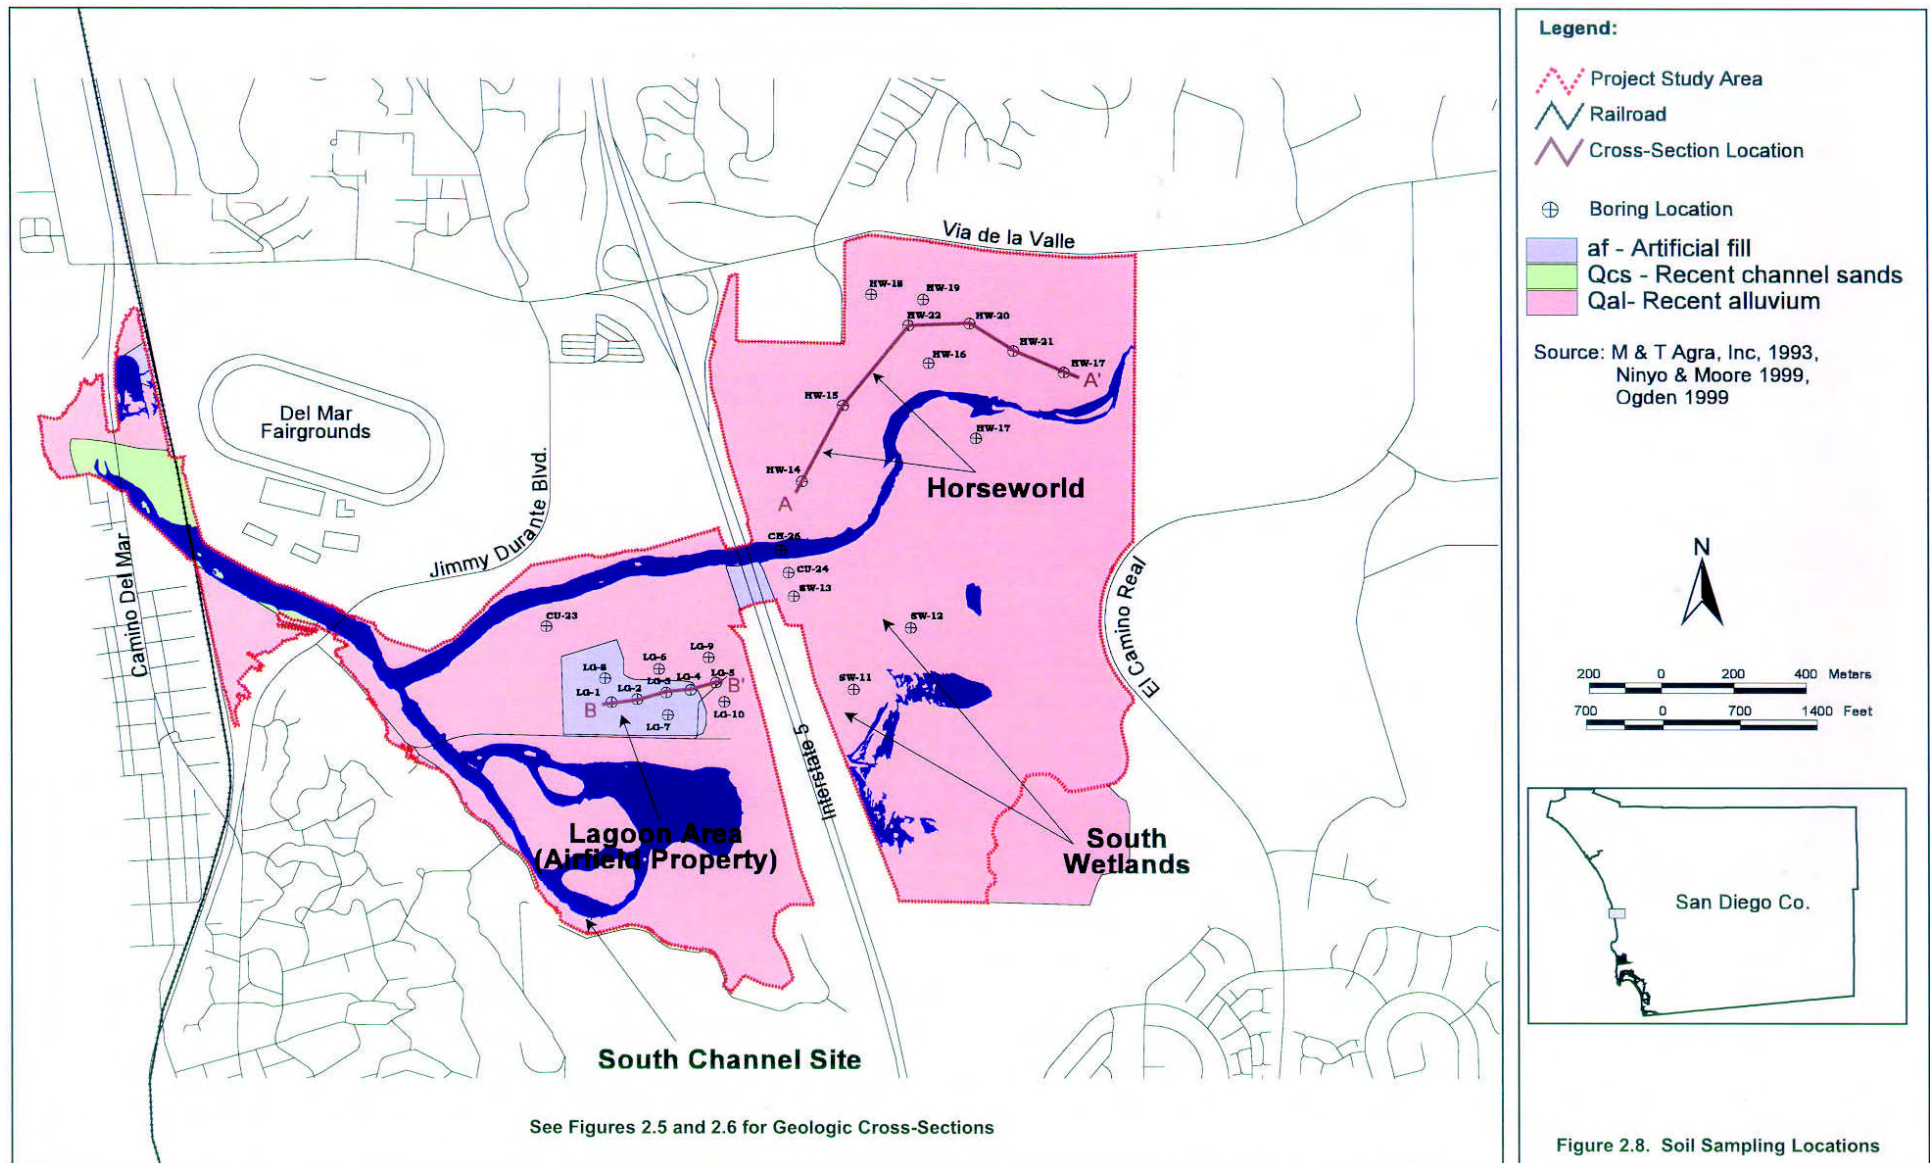 Via de la Valle
HW-18
HW-19
HW-22
HW-20
HW-21
HW-16
HW-17
A'
HW-15
HW-17
HW-14
A
Horseworld
Del Mar
Fairgrounds
Jimmy Durante Blvd.
Camino Del Mar
CU-24
SW-13
CU-23
SW-12
SW-11
LG-9
LG-6
LG-8
LG-5
LG-4
LG-3
LG-2
LG-1
B
B'
LG-10
LG-7
El Camino Real
Interstate 5
Lagoon Area
(Airfield Property)
South
Wetlands
South Channel Site
See Figures 2.5 and 2.6 for Geologic Cross-Sections
Legend:
Project Study Area
Railroad
Cross-Section Location
Boring Location
af - Artificial fill
Qcs - Recent channel sands
Qal- Recent alluvium
Source: M & T Agra, Inc, 1993,
Ninyo & Moore 1999,
Ogden 1999
N
200 0 200 400 Meters
700 0 700 1400 Feet
San Diego Co.
Figure 2.8. Soil Sampling Locations